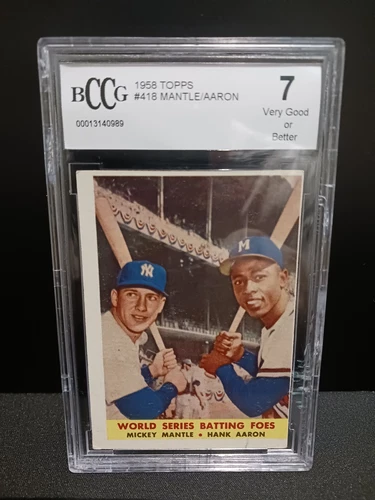 BCCG
1958 TOPPS
#418 MANTLE/AARON
00013140989
7
Very Good
or
Better
NY
M
WORLD SERIES BATTING FOES
MICKEY MANTLE • HANK AARON